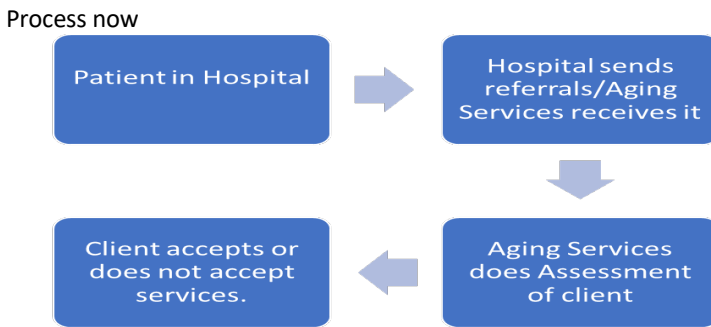 Process now
Patient in Hospital
Hospital sends
referrals/Aging
Services receives it
Aging Services
does Assessment
of client
Client accepts or
does not accept
services.